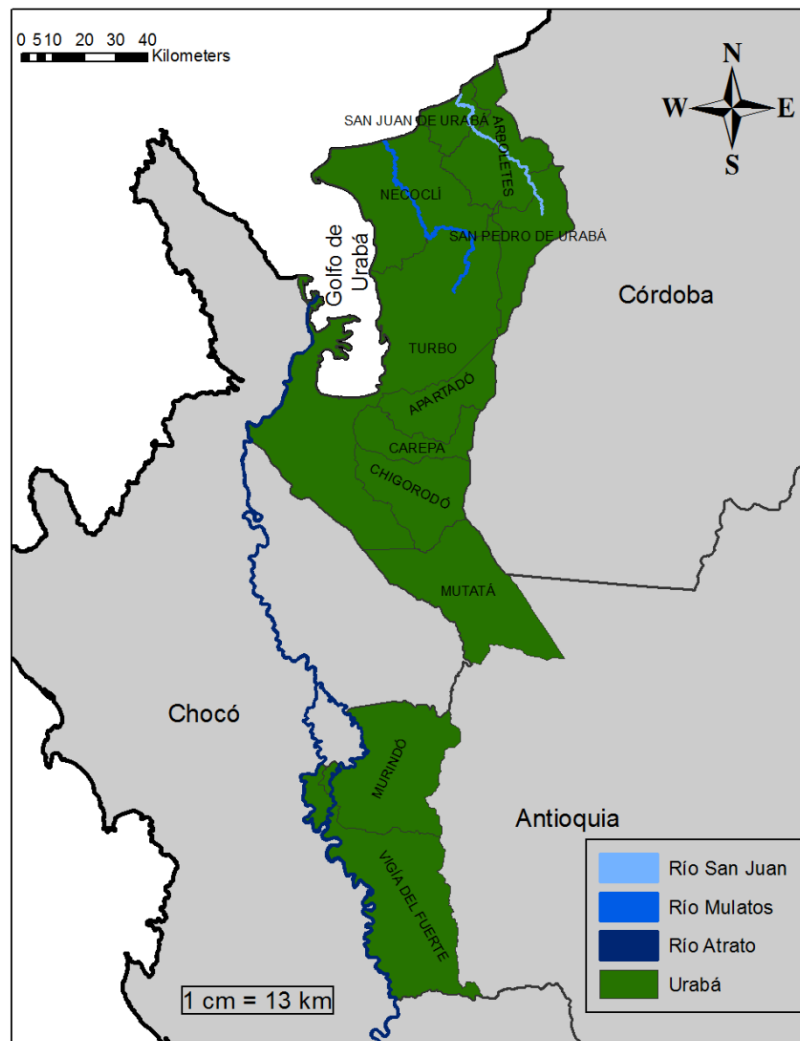 0 5 10 20 30 40
Kilometers
N
W E
S
SAN JUAN DE URABÁ
ARBOLETES
NECOCLÍ
SAN PEDRO DE URABÁ
Golfo de
Urabá
Córdoba
TURBO
APARTADÓ
CAREPA
CHIGORODÓ
MUTATÁ
Chocó
MURINDÓ
Antioquia
VIGÍA DEL FUERTE
Río San Juan
Río Mulatos
Río Atrato
Urabá
1 cm = 13 km